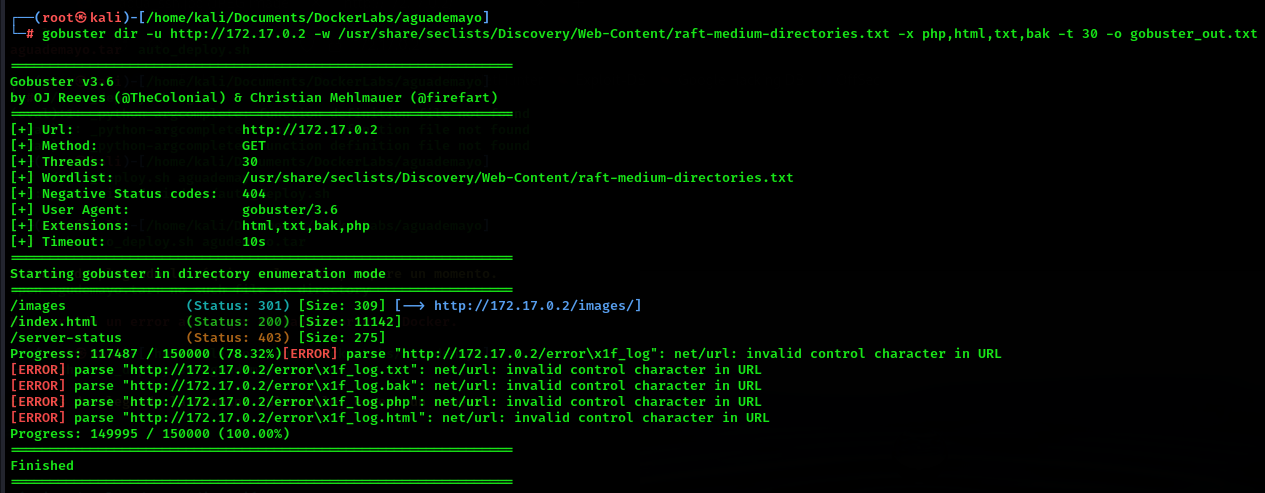 ┌──(root㉿kali)-[/home/kali/Documents/DockerLabs/aguademayo]
└─# gobuster dir -u http://172.17.0.2 -w /usr/share/seclists/Discovery/Web-Content/raft-medium-directories.txt -x php,html,txt,bak -t 30 -o gobuster_out.txt
===============================================================
Gobuster v3.6
by OJ Reeves (@TheColonial) & Christian Mehlmauer (@firefart)
===============================================================
[+] Url:                     http://172.17.0.2
[+] Method:                  GET
[+] Threads:                 30
[+] Wordlist:                /usr/share/seclists/Discovery/Web-Content/raft-medium-directories.txt
[+] Negative Status codes:   404
[+] User Agent:              gobuster/3.6
[+] Extensions:              html,txt,bak,php
[+] Timeout:                 10s
===============================================================
Starting gobuster in directory enumeration mode
===============================================================
/images               (Status: 301) [Size: 309] [--> http://172.17.0.2/images/]
/index.html           (Status: 200) [Size: 11142]
/server-status        (Status: 403) [Size: 275]
Progress: 117487 / 150000 (78.32%)[ERROR] parse "http://172.17.0.2/error\x1f_log": net/url: invalid control character in URL
[ERROR] parse "http://172.17.0.2/error\x1f_log.txt": net/url: invalid control character in URL
[ERROR] parse "http://172.17.0.2/error\x1f_log.bak": net/url: invalid control character in URL
[ERROR] parse "http://172.17.0.2/error\x1f_log.php": net/url: invalid control character in URL
[ERROR] parse "http://172.17.0.2/error\x1f_log.html": net/url: invalid control character in URL
Progress: 149995 / 150000 (100.00%)
===============================================================
Finished
===============================================================